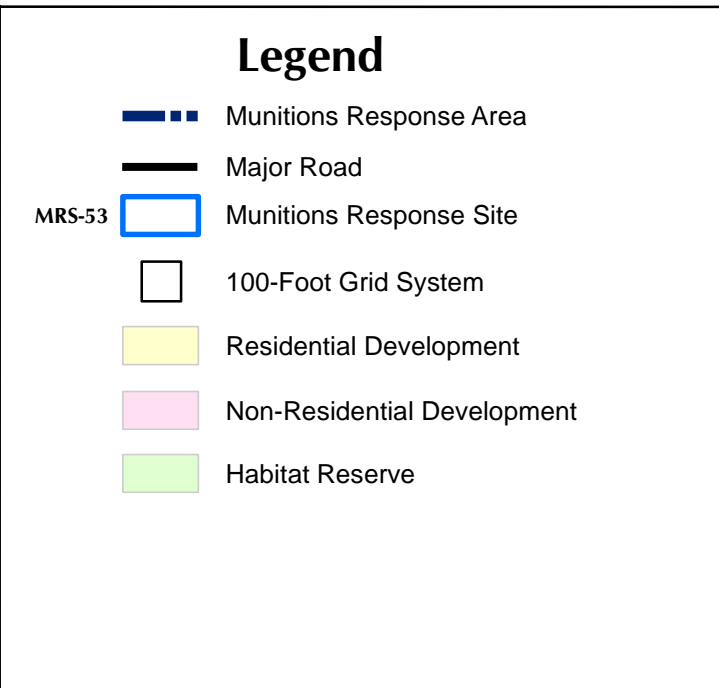 Legend
Munitions Response Area
Major Road
MRS-53 Munitions Response Site
100-Foot Grid System
Residential Development
Non-Residential Development
Habitat Reserve